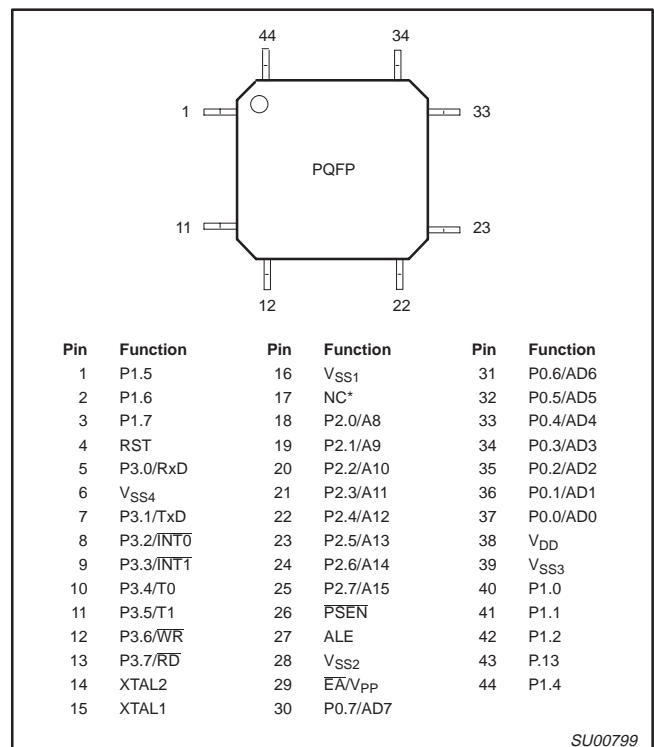 44 34
1 33
PQFP
11 23
12 22
Pin Function Pin Function Pin Function
1 P1.5 16 VSS1 31 P0.6/AD6
2 P1.6 17 NC* 32 P0.5/AD5
3 P1.7 18 P2.0/A8 33 P0.4/AD4
4 RST 19 P2.1/A9 34 P0.3/AD3
5 P3.0/RxD 20 P2.2/A10 35 P0.2/AD2
6 VSS4 21 P2.3/A11 36 P0.1/AD1
7 P3.1/TxD 22 P2.4/A12 37 P0.0/AD0
8 P3.2/I̅N̅T̅0̅ 23 P2.5/A13 38 VDD
9 P3.3/I̅N̅T̅1̅ 24 P2.6/A14 39 VSS3
10 P3.4/T0 25 P2.7/A15 40 P1.0
11 P3.5/T1 26 P̅S̅E̅N̅ 41 P1.1
12 P3.6/W̅R̅ 27 ALE 42 P1.2
13 P3.7/R̅D̅ 28 VSS2 43 P.13
14 XTAL2 29 E̅A̅/VPP 44 P1.4
15 XTAL1 30 P0.7/AD7
SU00799